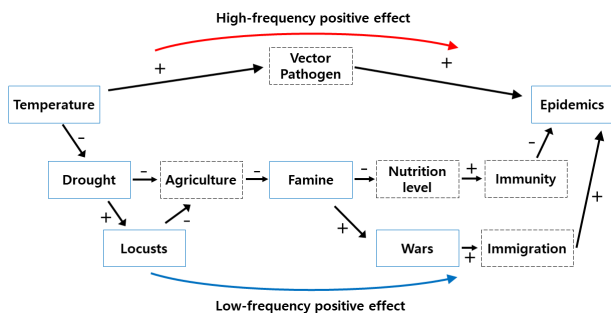 High-frequency positive effect
Vector
Pathogen
+
+
Temperature
Epidemics
-
-
Drought
-
Agriculture
-
Famine
-
Nutrition
level
+
Immunity
+
+
-
+
Locusts
Wars
+
Immigration
Low-frequency positive effect